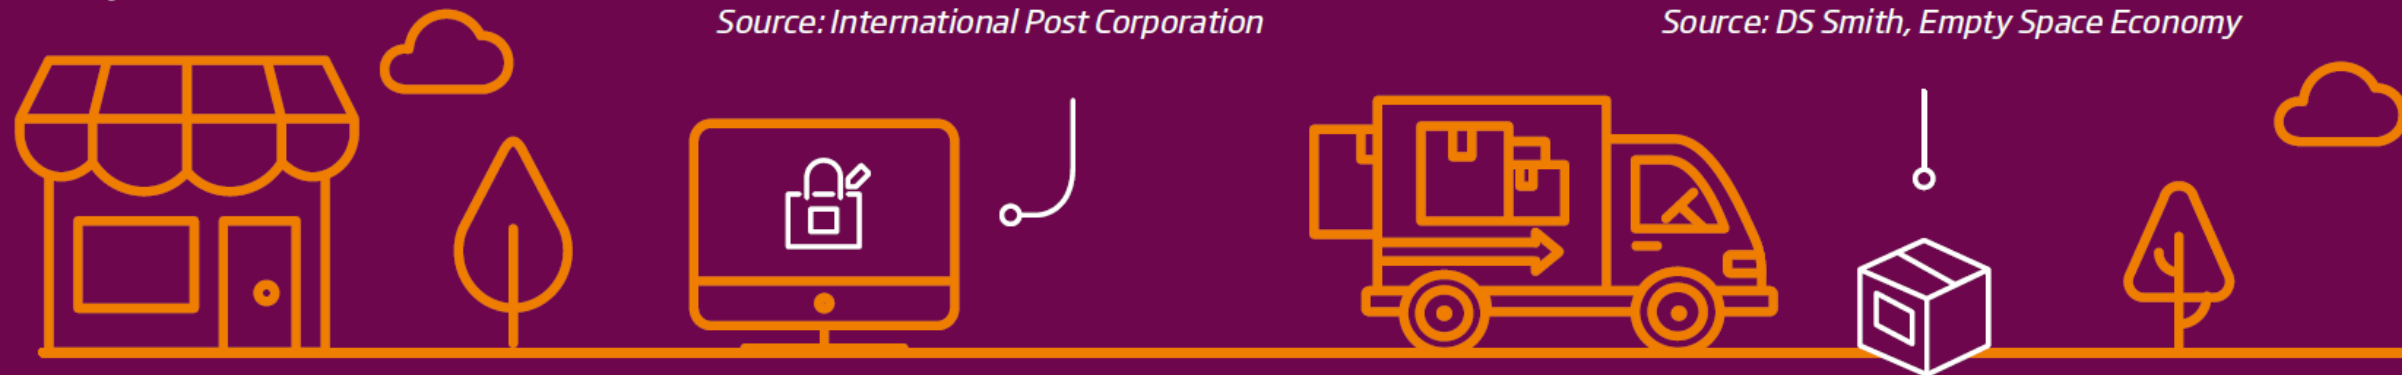 Source: International Post Corporation
Source: DS Smith, Empty Space Economy